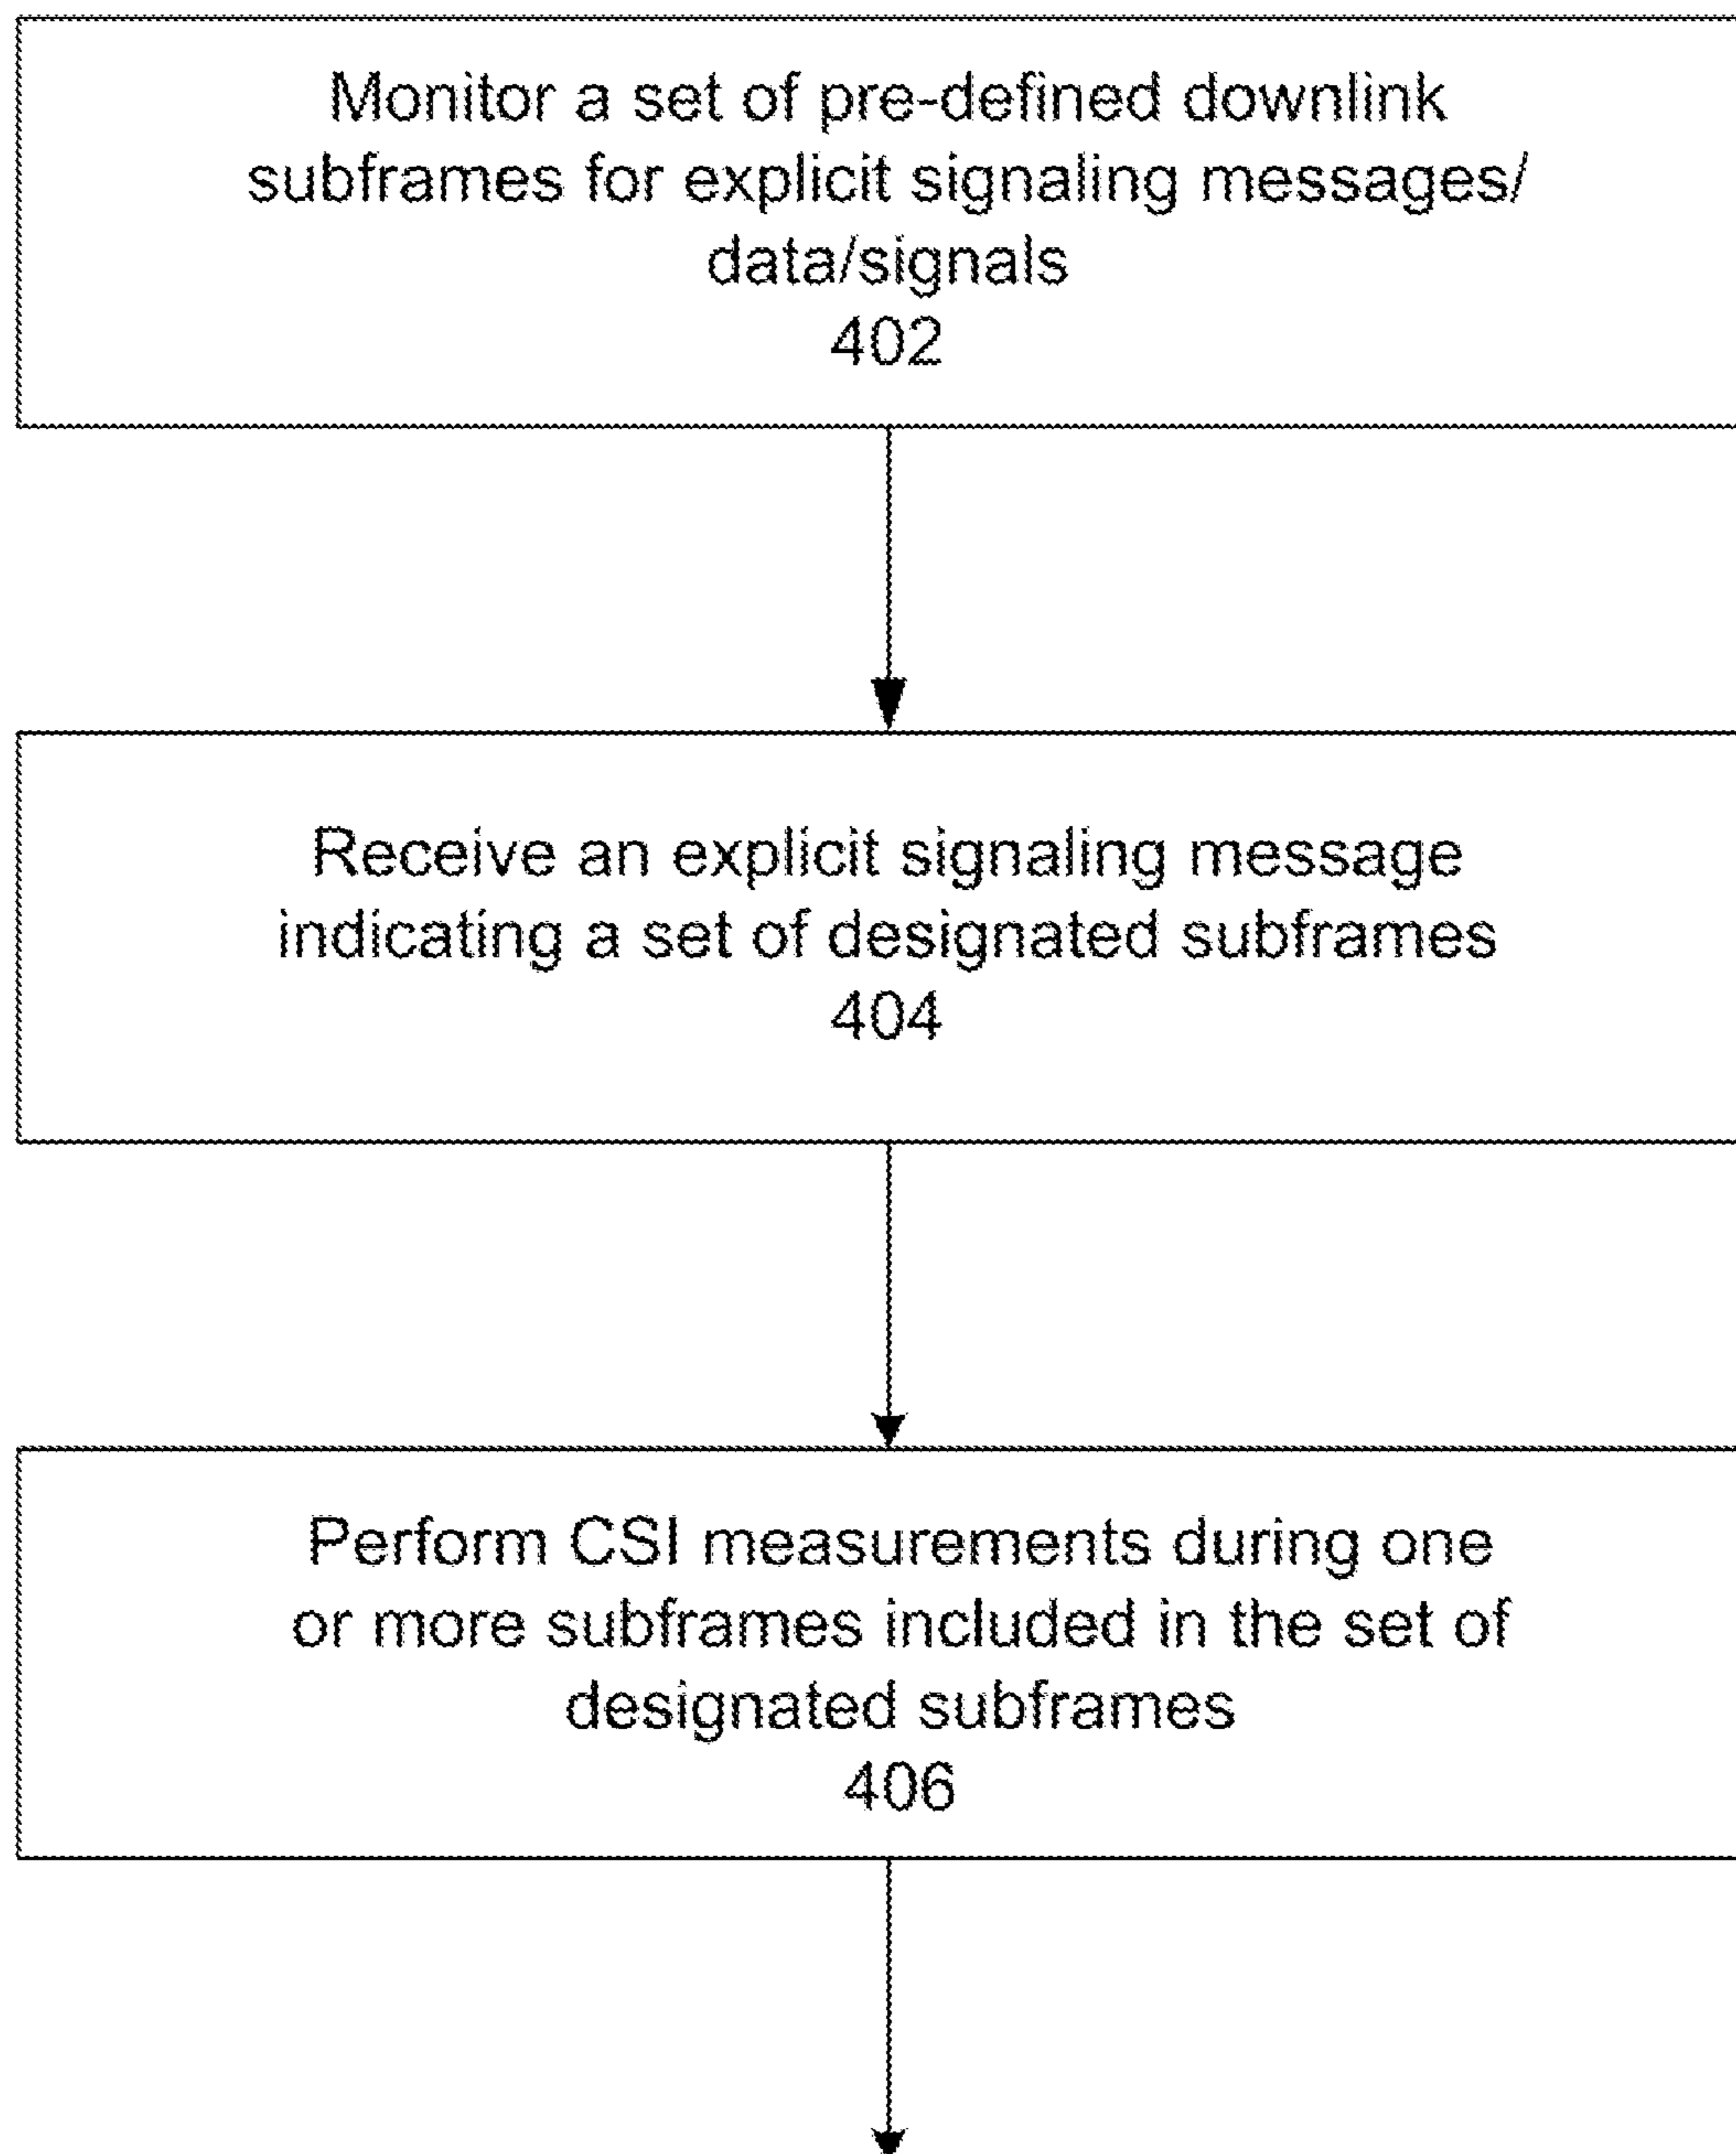 Monitor a set of pre-defined downlink
subframes for explicit signaling messages/
data/signals
402
Receive an explicit signaling message
indicating a set of designated subframes
404
Perform CSI measurements during one
or more subframes included in the set of
designated subframes
406